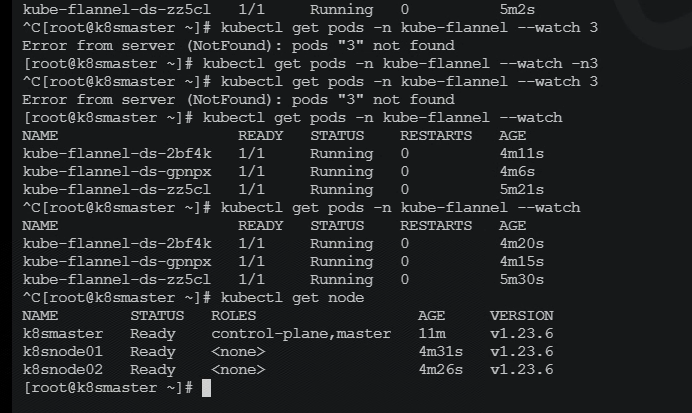 kube-flannel-ds-zz5cl   1/1     Running   0          5m2s
^C[root@k8smaster ~]# kubectl get pods -n kube-flannel --watch 3
Error from server (NotFound): pods "3" not found
[root@k8smaster ~]# kubectl get pods -n kube-flannel --watch -n3
^C[root@k8smaster ~]# kubectl get pods -n kube-flannel --watch 3
Error from server (NotFound): pods "3" not found
[root@k8smaster ~]# kubectl get pods -n kube-flannel --watch
NAME                    READY   STATUS    RESTARTS   AGE
kube-flannel-ds-2bf4k   1/1     Running   0          4m11s
kube-flannel-ds-gpnpx   1/1     Running   0          4m6s
kube-flannel-ds-zz5cl   1/1     Running   0          5m21s
^C[root@k8smaster ~]# kubectl get pods -n kube-flannel --watch
NAME                    READY   STATUS    RESTARTS   AGE
kube-flannel-ds-2bf4k   1/1     Running   0          4m20s
kube-flannel-ds-gpnpx   1/1     Running   0          4m15s
kube-flannel-ds-zz5cl   1/1     Running   0          5m30s
^C[root@k8smaster ~]# kubectl get node
NAME        STATUS   ROLES                  AGE     VERSION
k8smaster   Ready    control-plane,master   11m     v1.23.6
k8snode01   Ready    <none>                 4m31s   v1.23.6
k8snode02   Ready    <none>                 4m26s   v1.23.6
[root@k8smaster ~]#